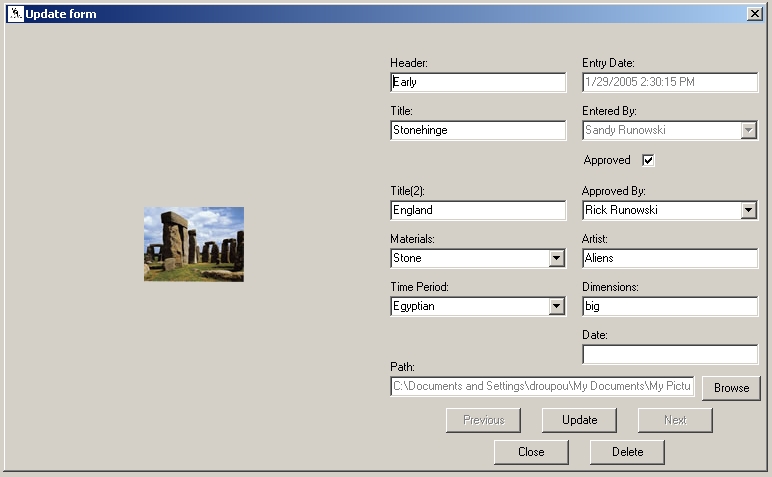 Update form
Header: Entry Date:
Early 1/29/2005 2:30:15 PM
Title: Entered By:
Stonehinge Sandy Runowski
Approved
Title(2): Approved By:
England Rick Runowski
Materials: Artist:
Stone Aliens
Time Period: Dimensions:
Egyptian big
Date:
Path:
C:\Documents and Settings\droupou\My Documents\My Pictu Browse
Previous Update Next
Close Delete